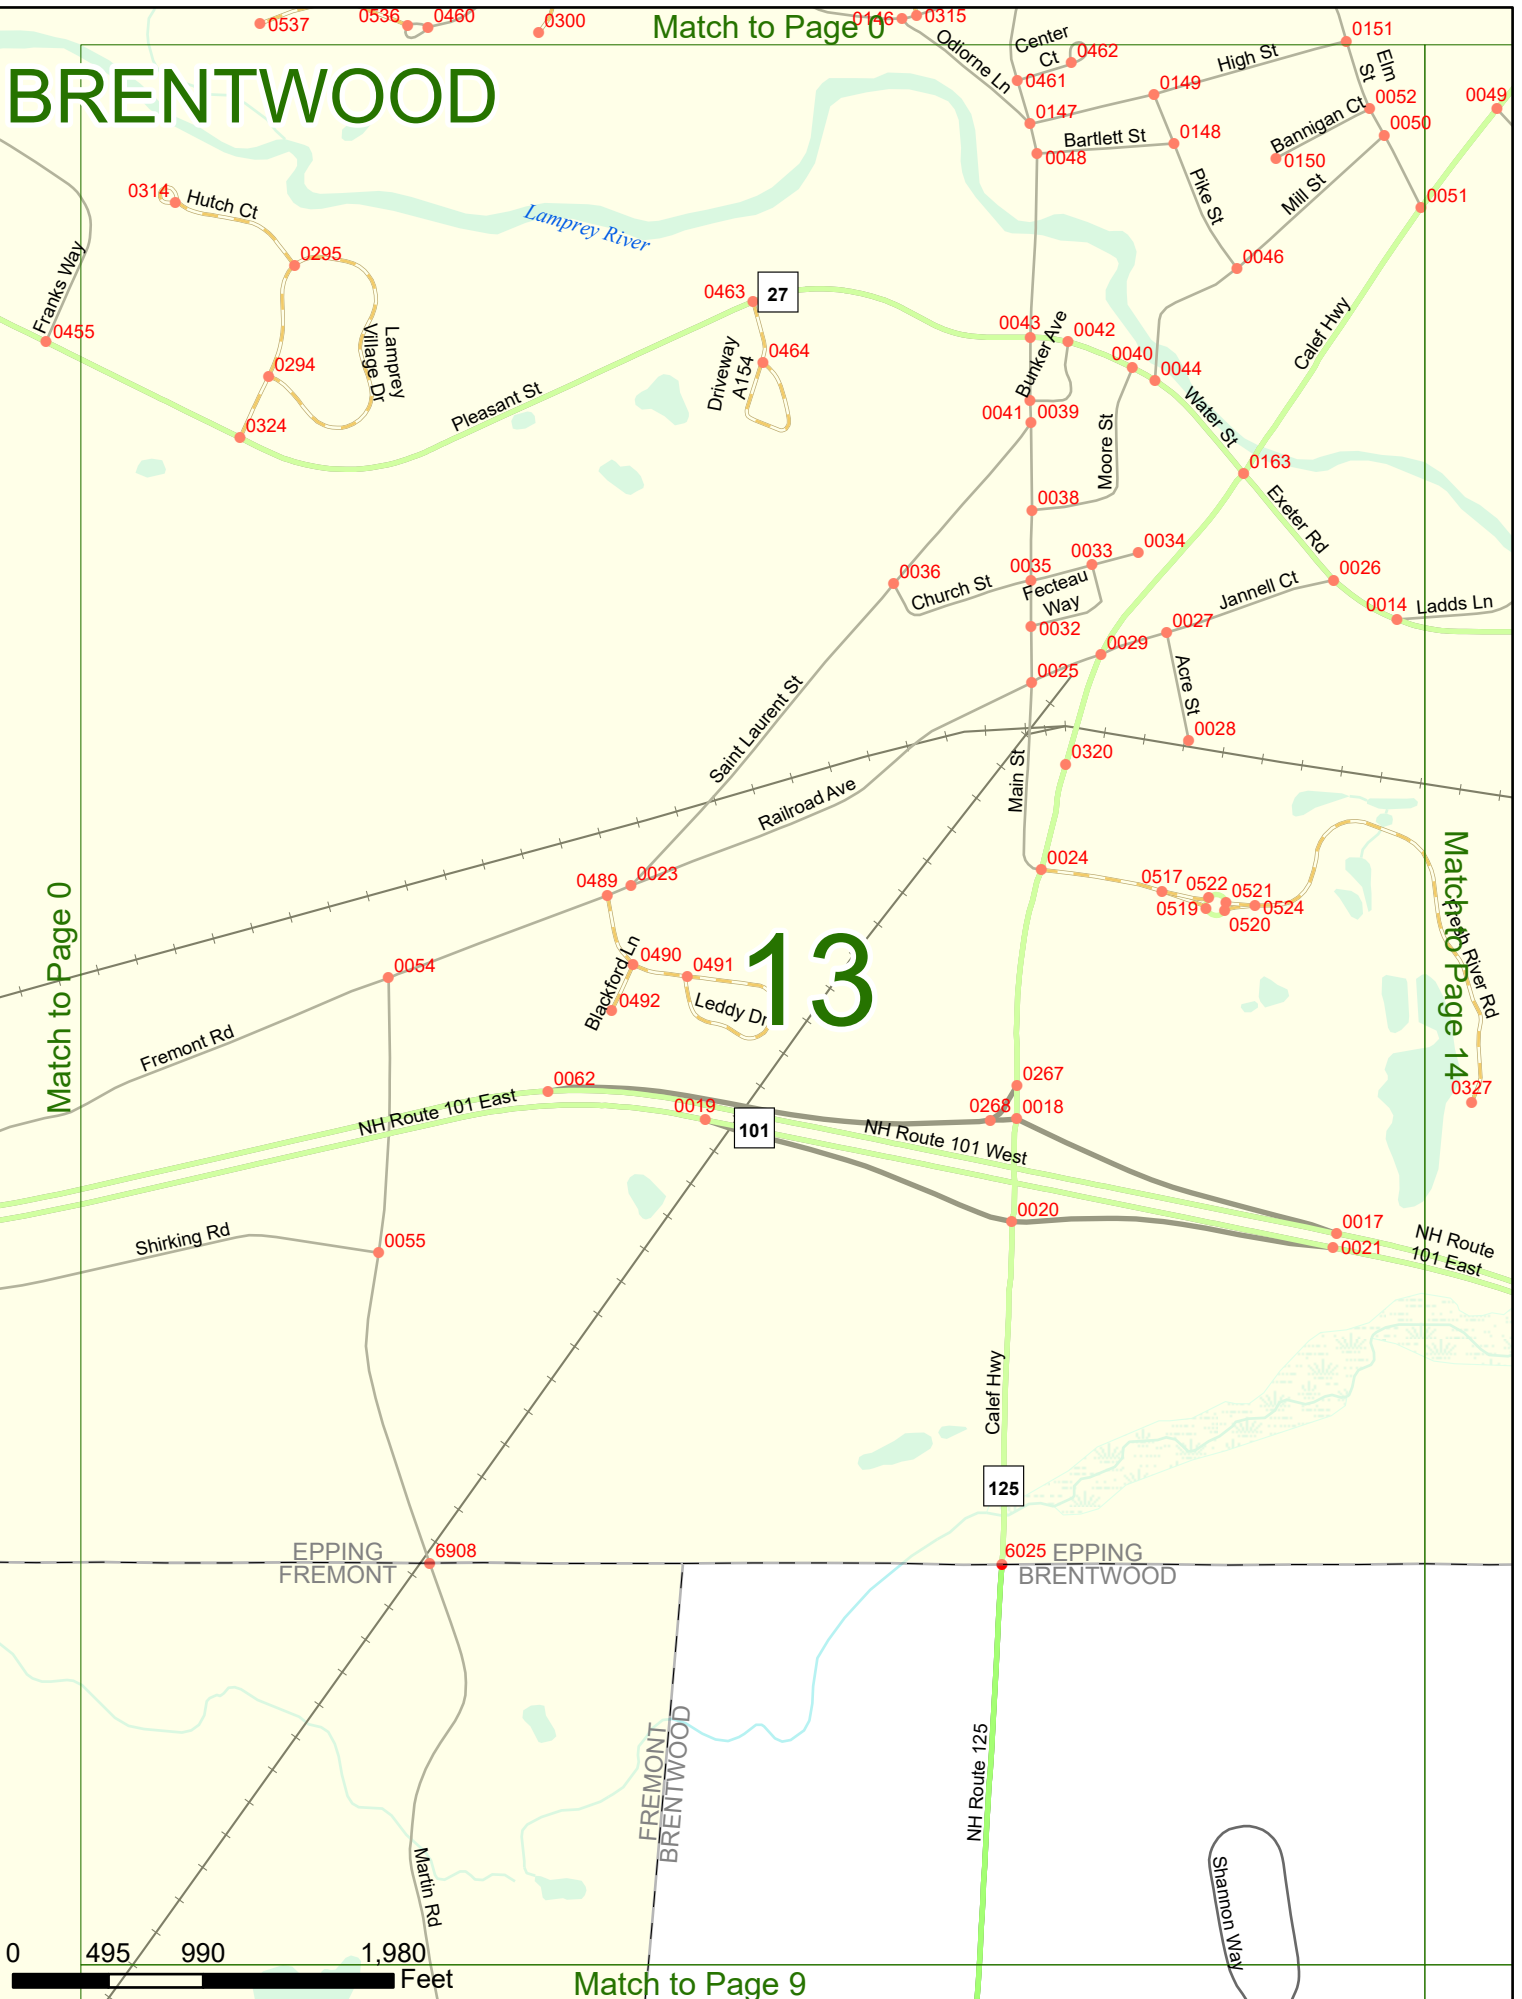 0537
0536
0460
0300
Match to Page 0
0146
0315
Odiorne Ln
Center
Ct
0462
0461
High St
0151
Elm
St
BRENTWOOD
0149
0147
0052
0049
Bannigan Ct
0050
Bartlett St
0148
0048
0150
0314
Hutch Ct
Lamprey River
Pike St
Mill St
0051
Franks Way
0295
0046
0463
27
0455
Lamprey
Village Dr
0043
Bunker Ave
0042
Calef Hwy
0294
Driveway
A154
0464
0040
0044
0324
Pleasant St
0041
0039
Water St
Moore St
0163
0038
Exeter Rd
0034
0033
0036
Church St
0035
Fecteau
Way
0026
Jannell Ct
0014
Ladds Ln
0032
0027
0029
0025
Acre St
Saint Laurent St
0028
0320
Main St
Railroad Ave
Match to Page 0
Match to Page 14
0024
0489
0023
0517
0522
0521
0519
0524
0520
Fresh River Rd
13
0054
Blackford Ln
0490
0491
0492
Leddy Dr
Fremont Rd
0062
0267
0327
NH Route 101 East
0019
101
0268
0018
NH Route 101 West
0020
0017
NH Route
101 East
0021
Shirking Rd
0055
Calef Hwy
125
EPPING
FREMONT
6908
6025
EPPING
BRENTWOOD
FREMONT
BRENTWOOD
NH Route 125
Martin Rd
Shannon Way
0
495
990
1,980
Feet
Match to Page 9